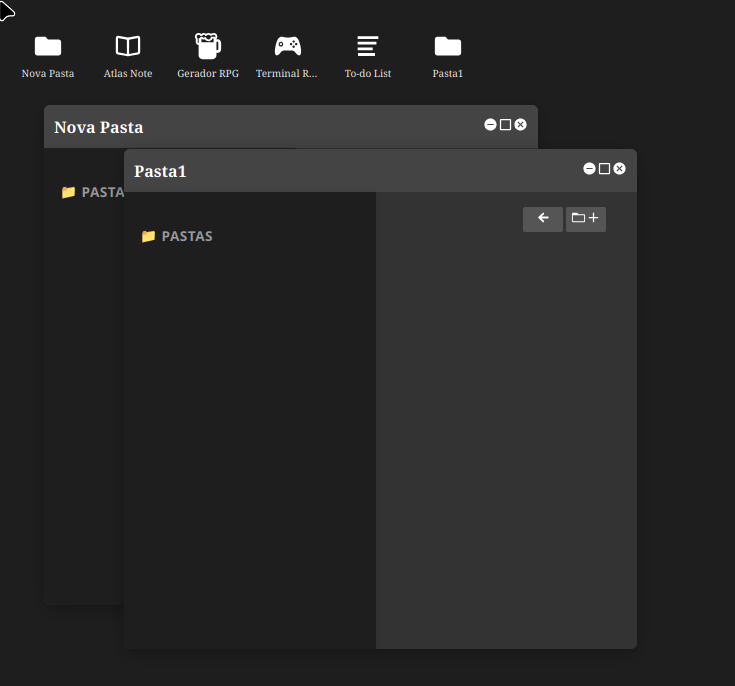 Nova Pasta
Atlas Note
Gerador RPG
Terminal R...
To-do List
Pasta1
Nova Pasta
📁 PASTA
Pasta1
📁 PASTAS